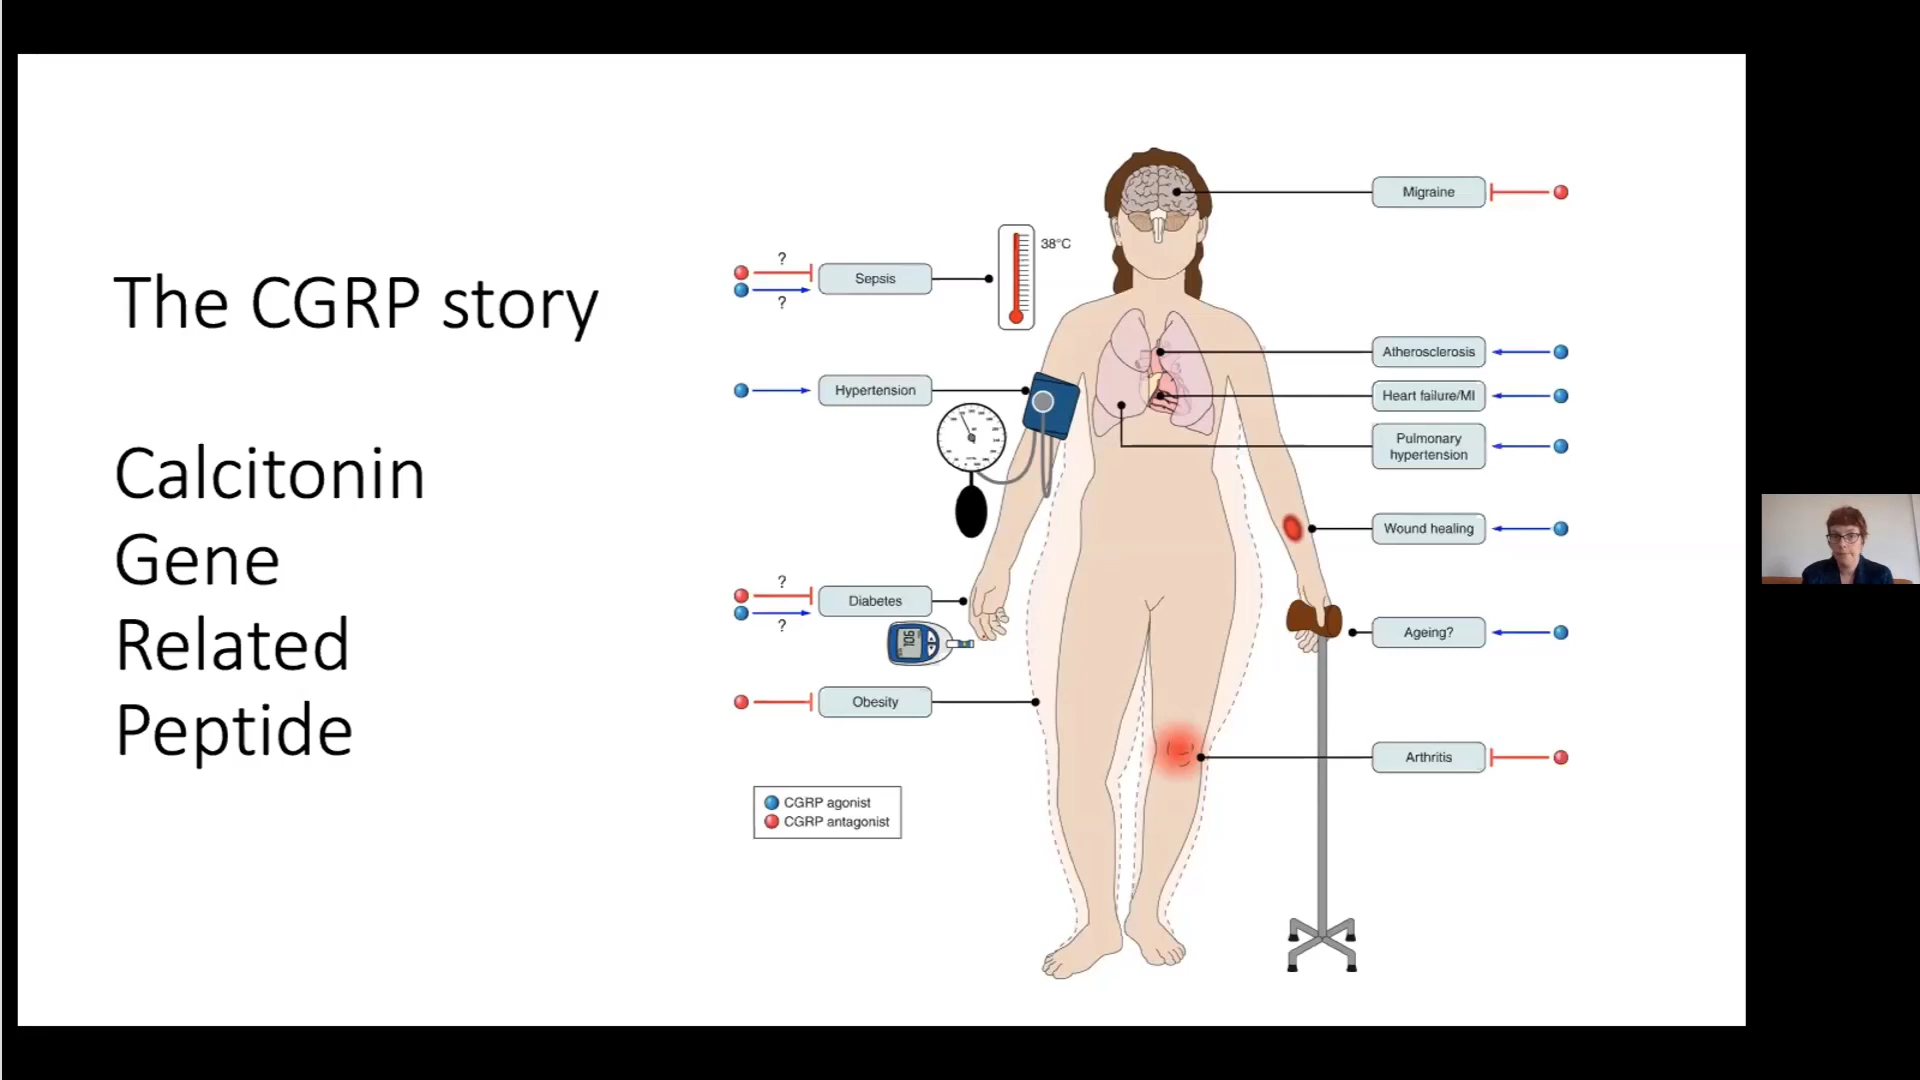 The CGRP story
Calcitonin
Gene
Related
Peptide
Migraine
38°C
?
Sepsis
?
Atherosclerosis
Hypertension
Heart failure/MI
Pulmonary
hypertension
Wound healing
?
Diabetes
?
106
Ageing?
Obesity
Arthritis
CGRP agonist
CGRP antagonist